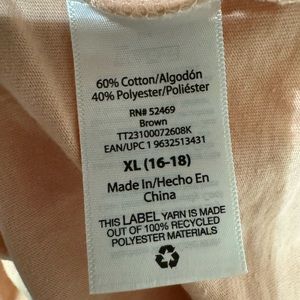 60% Cotton/Algodón
40% Polyester/Poliéster
RN# 52469
Brown
TT23100072608K
EAN/UPC 1 9632513431
XL (16-18)
Made In/Hecho En
China
This LABEL YARN IS MADE
OUT OF 100% RECYCLED
POLYESTER MATERIALS